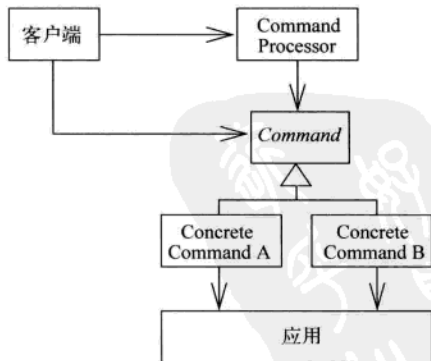 客户端
Command
Processor
Command
Concrete
Command A
Concrete
Command B
应用